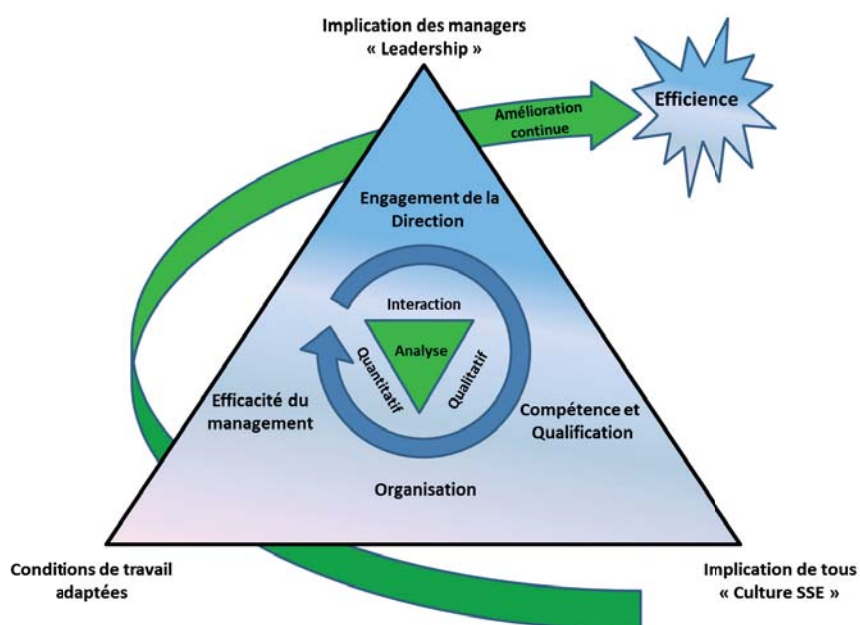 Implication des managers
« Leadership »
Efficience
Amélioration
continue
Engagement de la
Direction
Interaction
Analyse
Quantitatif
Qualitatif
Efficacité du
management
Compétence et
Qualification
Organisation
Conditions de travail
adaptées
Implication de tous
« Culture SSE »